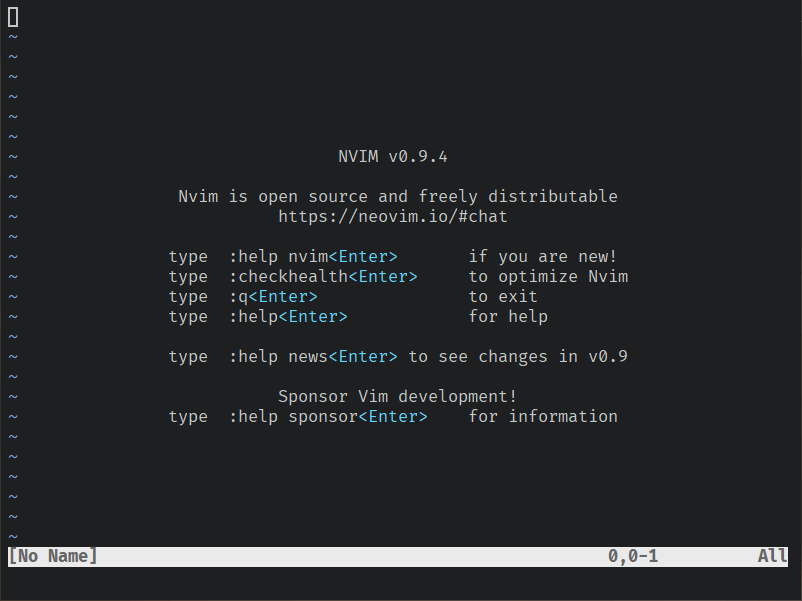 ~
~
~
~
~
~
~ NVIM v0.9.4
~
~ Nvim is open source and freely distributable
~ https://neovim.io/#chat
~
~ type :help nvim<Enter> if you are new!
~ type :checkhealth<Enter> to optimize Nvim
~ type :q<Enter> to exit
~ type :help<Enter> for help
~
~ type :help news<Enter> to see changes in v0.9
~
~ Sponsor Vim development!
~ type :help sponsor<Enter> for information
~
~
~
~
~
~
[No Name] 0,0-1 All